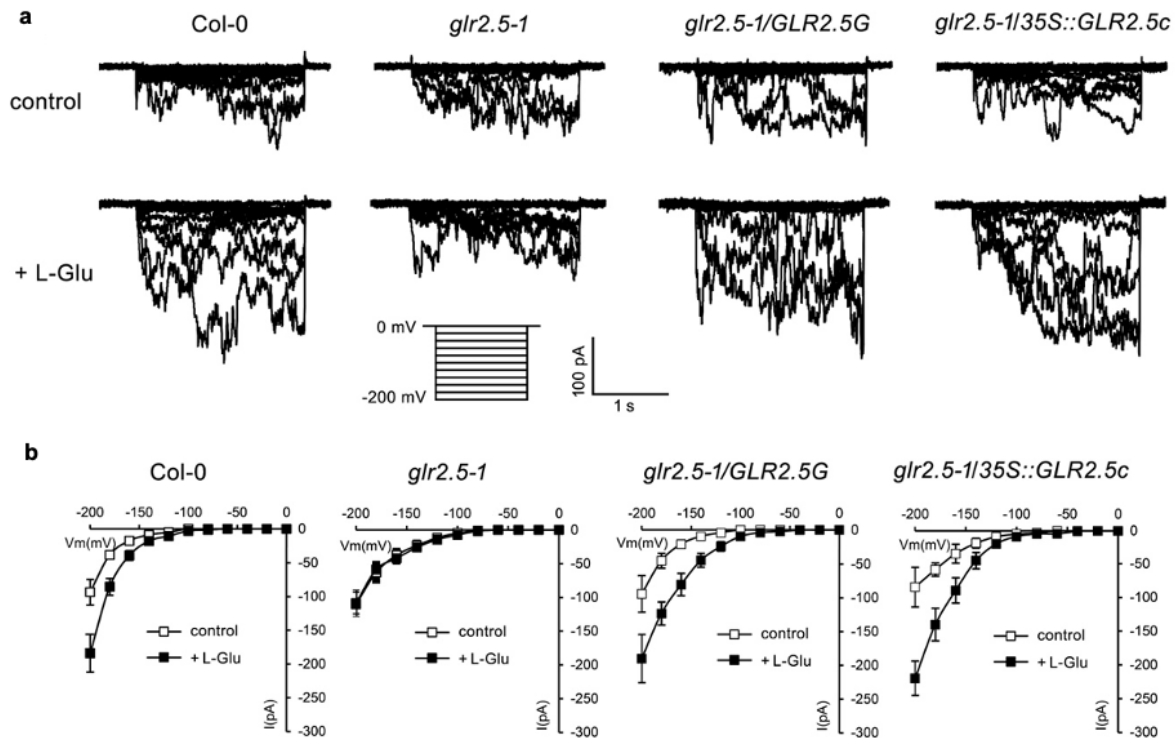 a
Col-0
glr2.5-1
glr2.5-1/GLR2.5G
glr2.5-1/35S::GLR2.5c
control
+ L-Glu
0 mV
-200 mV
100 pA
1 s
b
Col-0
-200 -150 -100 -50 0
Vm(mV)
0
-50
-100
-150
-200
-250
-300
I(pA)
control
+ L-Glu
glr2.5-1
-200 -150 -100 -50 0
Vm(mV)
0
-50
-100
-150
-200
-250
-300
I(pA)
control
+ L-Glu
glr2.5-1/GLR2.5G
-200 -150 -100 -50 0
Vm(mV)
0
-50
-100
-150
-200
-250
-300
I(pA)
control
+ L-Glu
glr2.5-1/35S::GLR2.5c
-200 -150 -100 -50 0
Vm(mV)
0
-50
-100
-150
-200
-250
-300
I(pA)
control
+ L-Glu